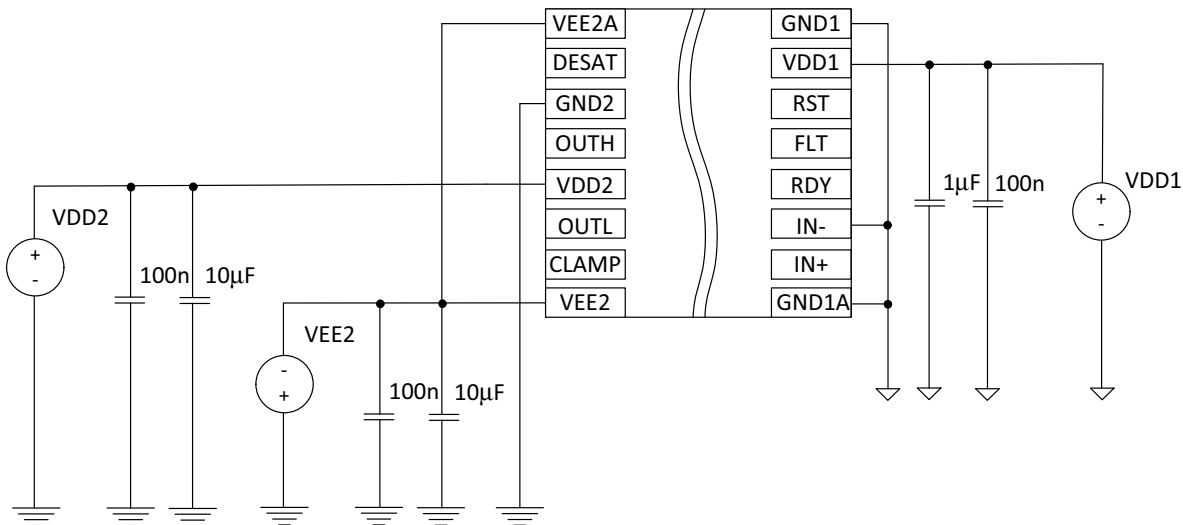 VEE2A
DESAT
GND2
OUTH
VDD2
OUTL
CLAMP
VEE2
GND1
VDD1
RST
FLT
RDY
IN-
IN+
GND1A
VDD2
+
-
100n
10μF
VEE2
-
+
100n
10μF
1μF
100n
VDD1
+
-